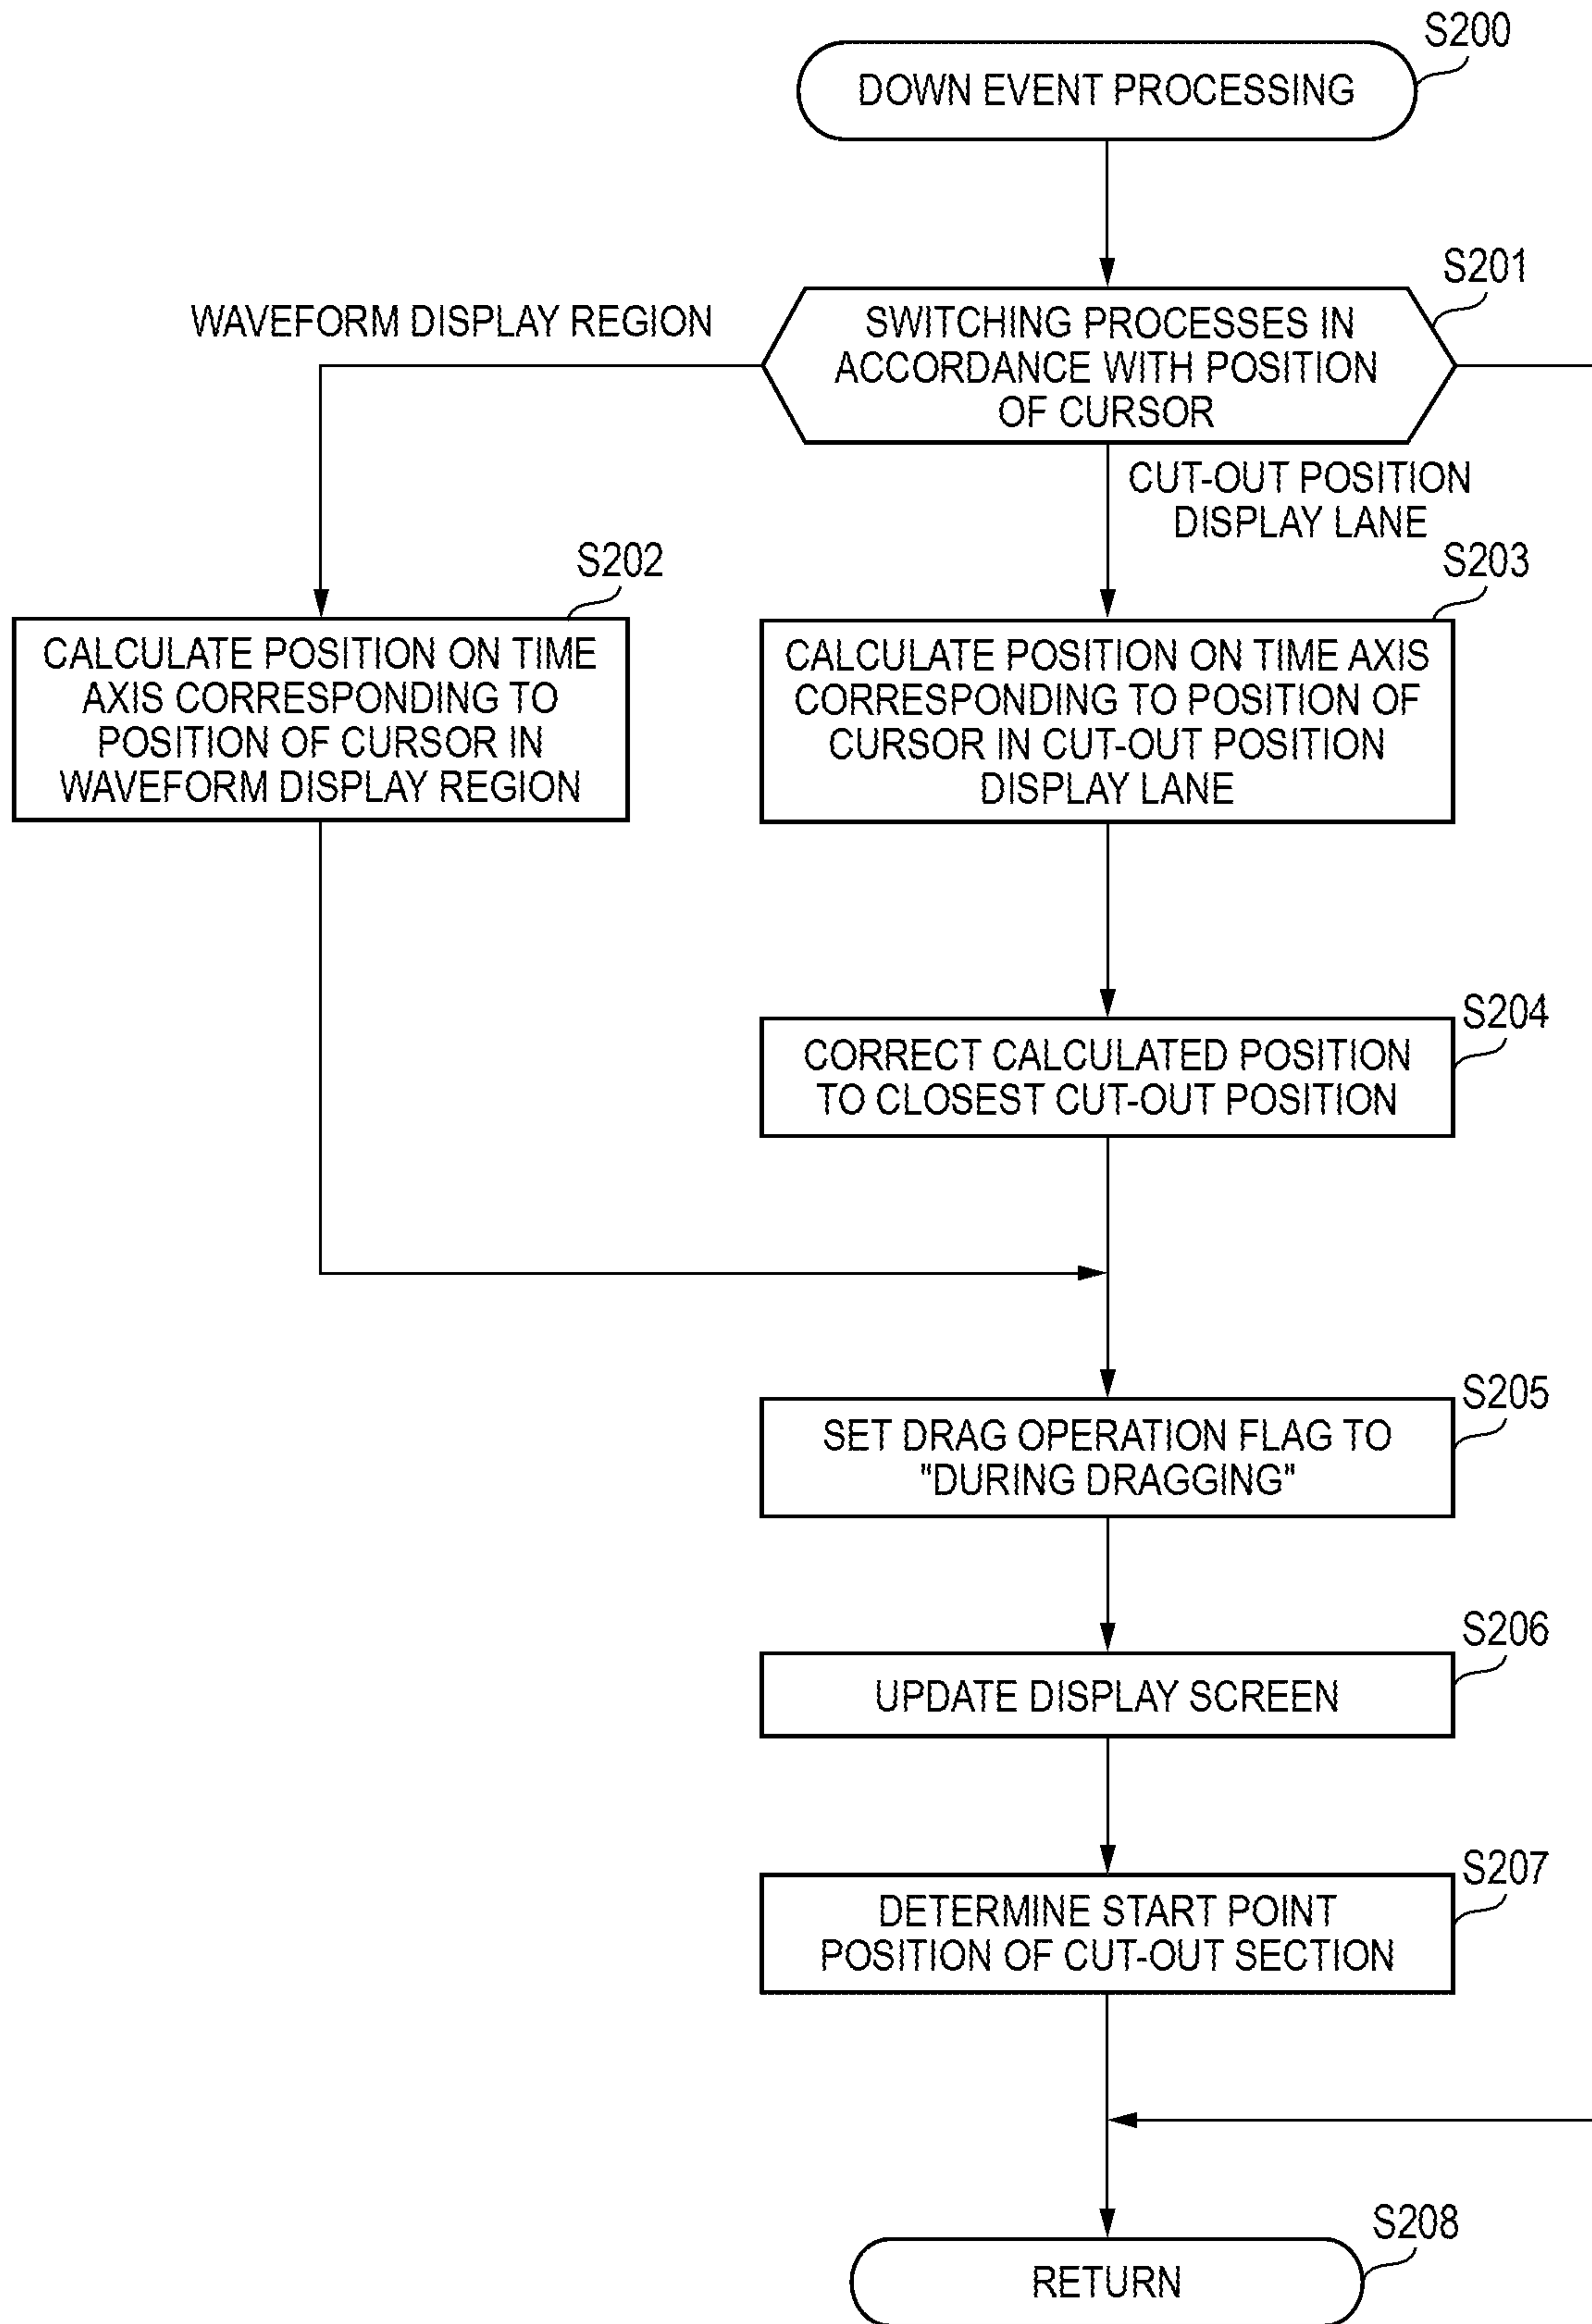 S200
DOWN EVENT PROCESSING
S201
WAVEFORM DISPLAY REGION
SWITCHING PROCESSES IN
ACCORDANCE WITH POSITION
OF CURSOR
CUT-OUT POSITION
DISPLAY LANE
S202
CALCULATE POSITION ON TIME
AXIS CORRESPONDING TO
POSITION OF CURSOR IN
WAVEFORM DISPLAY REGION
S203
CALCULATE POSITION ON TIME AXIS
CORRESPONDING TO POSITION OF
CURSOR IN CUT-OUT POSITION
DISPLAY LANE
S204
CORRECT CALCULATED POSITION
TO CLOSEST CUT-OUT POSITION
S205
SET DRAG OPERATION FLAG TO
"DURING DRAGGING"
S206
UPDATE DISPLAY SCREEN
S207
DETERMINE START POINT
POSITION OF CUT-OUT SECTION
S208
RETURN